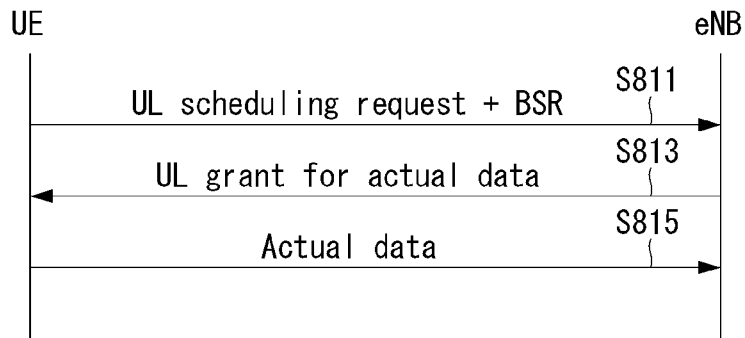 UE eNB
S811
UL scheduling request + BSR
S813
UL grant for actual data
S815
Actual data